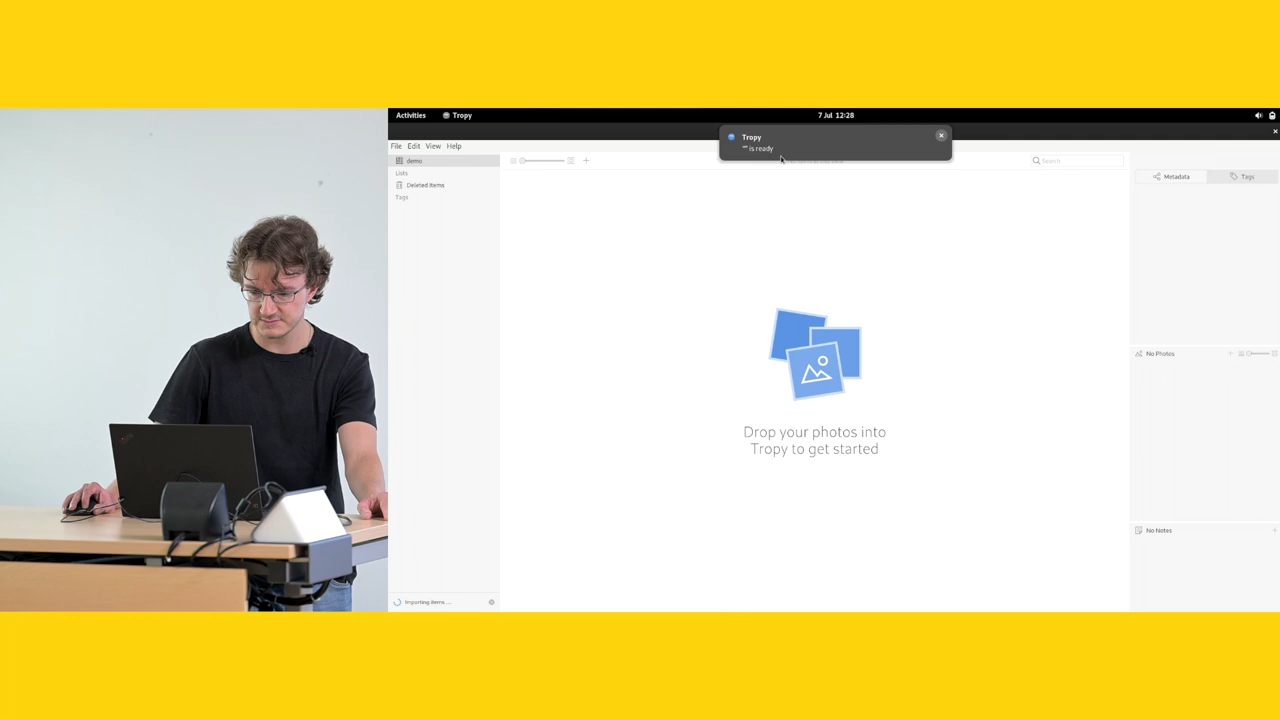 Activities
Tropy
7 Jul 12:28
Tropy
"" is ready
File Edit View Help
demo
Lists
Deleted Items
Tags
Search
Metadata
Tags
Drop your photos into
Tropy to get started
No Photos
No Notes
Importing items ...